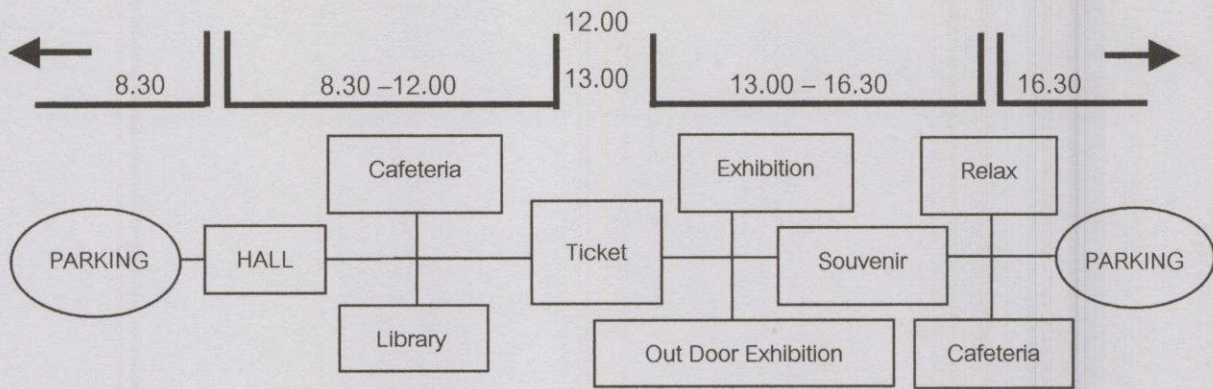 12.00
8.30
8.30 –12.00
13.00
13.00 – 16.30
16.30
Cafeteria
Exhibition
Relax
PARKING
HALL
Ticket
Souvenir
PARKING
Library
Out Door Exhibition
Cafeteria